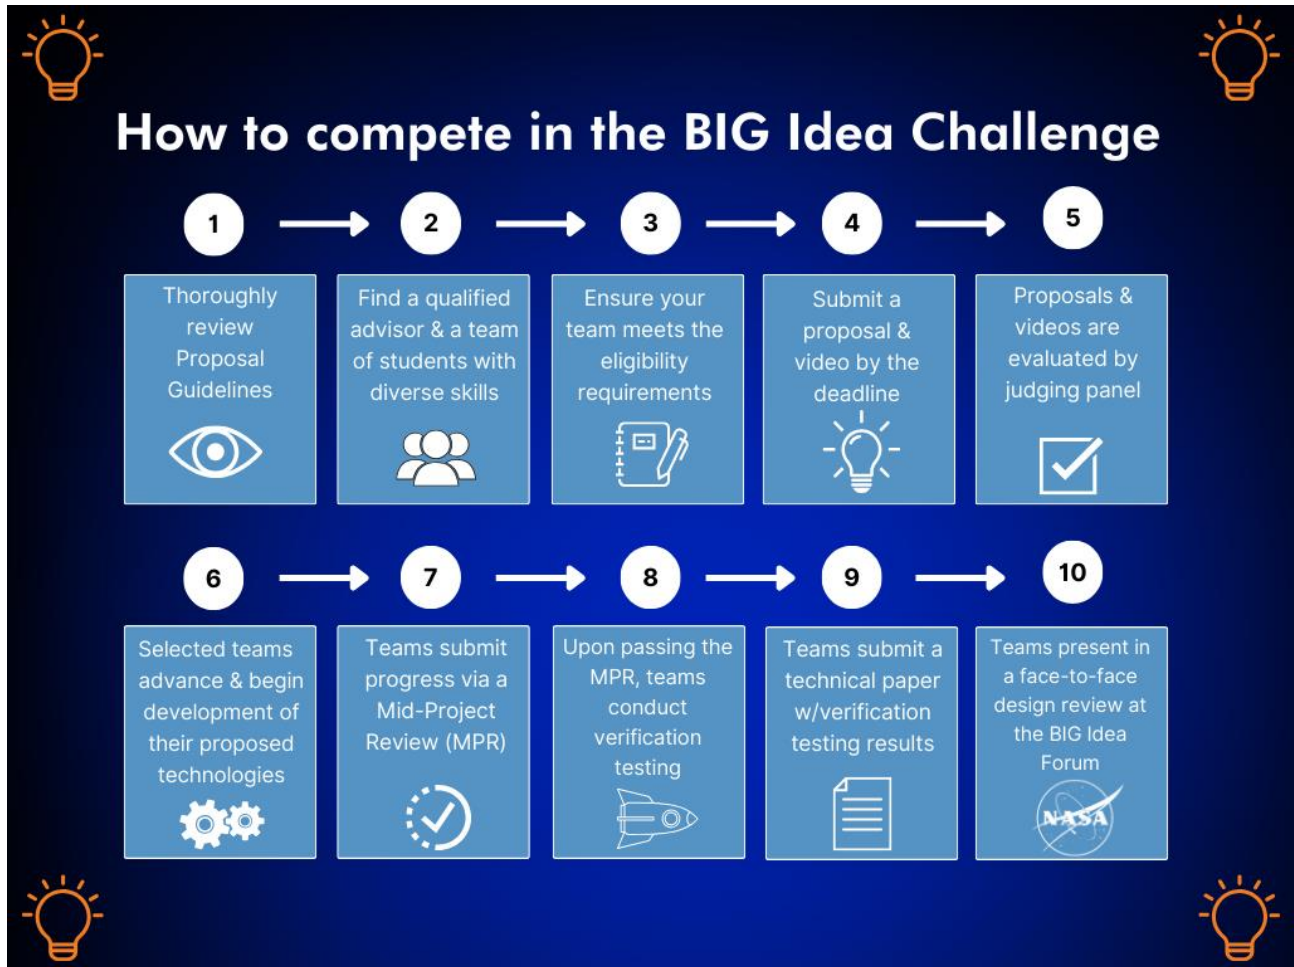 How to compete in the BIG Idea Challenge
1
2
3
4
5
Thoroughly
review
Proposal
Guidelines
Find a qualified
advisor & a team
of students with
diverse skills
Ensure your
team meets the
eligibility
requirements
Submit a
proposal &
video by the
deadline
Proposals &
videos are
evaluated by
judging panel
6
7
8
9
10
Selected teams
advance & begin
development of
their proposed
technologies
Teams submit
progress via a
Mid-Project
Review (MPR)
Upon passing the
MPR, teams
conduct
verification
testing
Teams submit a
technical paper
w/verification
testing results
Teams present in
a face-to-face
design review at
the BIG Idea
Forum
NASA